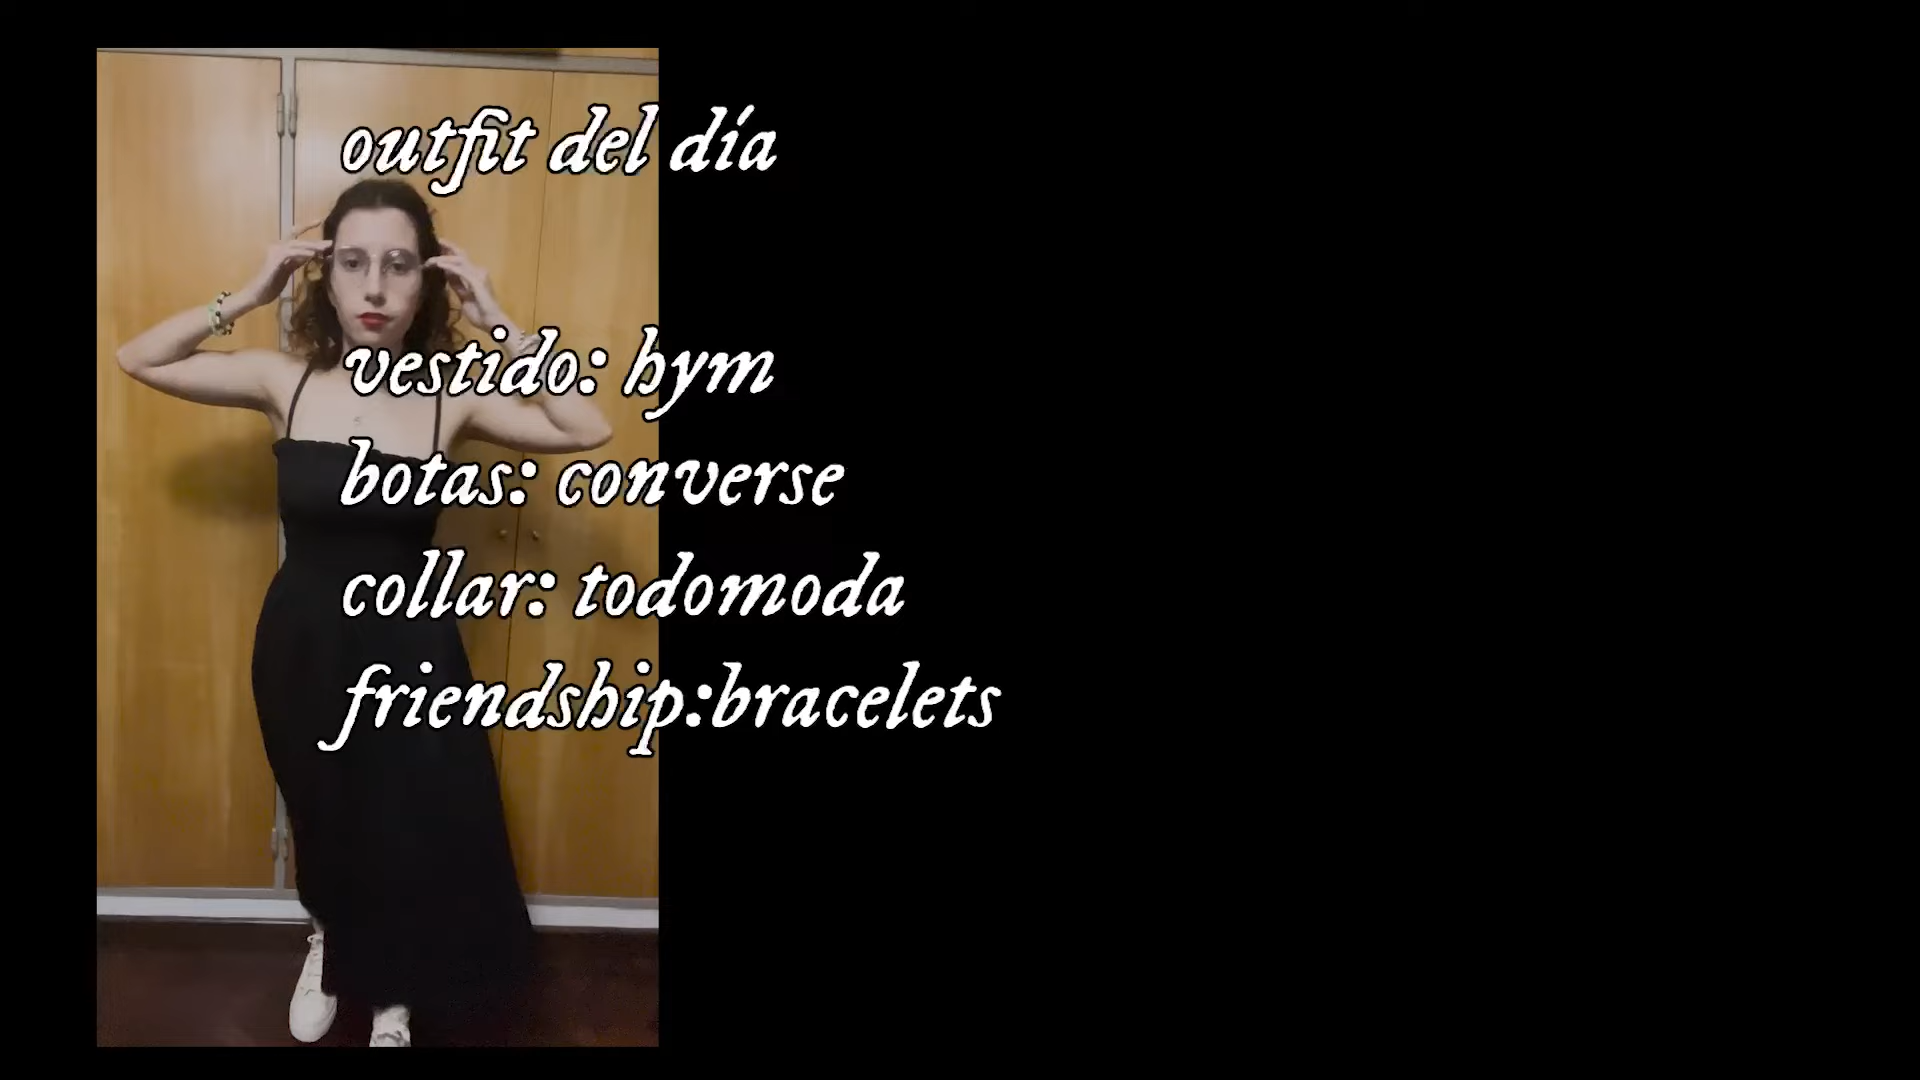 outfit del día
vestido: hym
botas: converse
collar: todomoda
friendship:bracelets